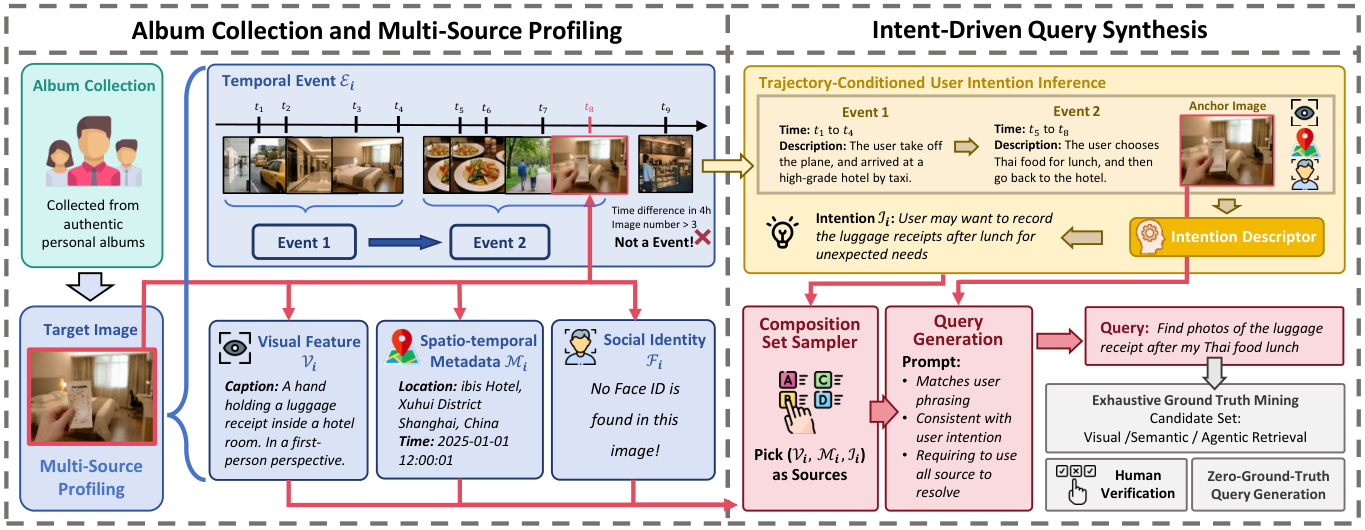 Album Collection and Multi-Source Profiling
Album Collection
Collected from
authentic
personal albums
Target Image
Multi-Source
Profiling
Temporal Event ℰᵢ
t₁ t₂ t₃ t₄ t₅ t₆ t₇ t₈ t₉
Event 1
Event 2
Time difference in 4h
Image number > 3
Not a Event!
Visual Feature
𝒱ᵢ
Caption: A hand
holding a luggage
receipt inside a hotel
room. In a first-
person perspective.
Spatio-temporal
Metadata ℳᵢ
Location: ibis Hotel,
Xuhui District
Shanghai, China
Time: 2025-01-01
12:00:01
Social Identity
ℱᵢ
No Face ID is
found in this
image!
Intent-Driven Query Synthesis
Trajectory-Conditioned User Intention Inference
Event 1
Time: t₁ to t₄
Description: The user take off
the plane, and arrived at a
high-grade hotel by taxi.
Event 2
Time: t₅ to t₈
Description: The user chooses
Thai food for lunch, and then
go back to the hotel.
Anchor Image
Intention ℐᵢ: User may want to record
the luggage receipts after lunch for
unexpected needs
Intention Descriptor
Composition
Set Sampler
A C
B D
Pick (𝒱ᵢ, ℳᵢ, ℐᵢ)
as Sources
Query
Generation
Prompt:
• Matches user
phrasing
• Consistent with
user intention
• Requiring to use
all source to
resolve
Query: Find photos of the luggage
receipt after my Thai food lunch
Exhaustive Ground Truth Mining
Candidate Set:
Visual /Semantic / Agentic Retrieval
Human
Verification
Zero-Ground-Truth
Query Generation